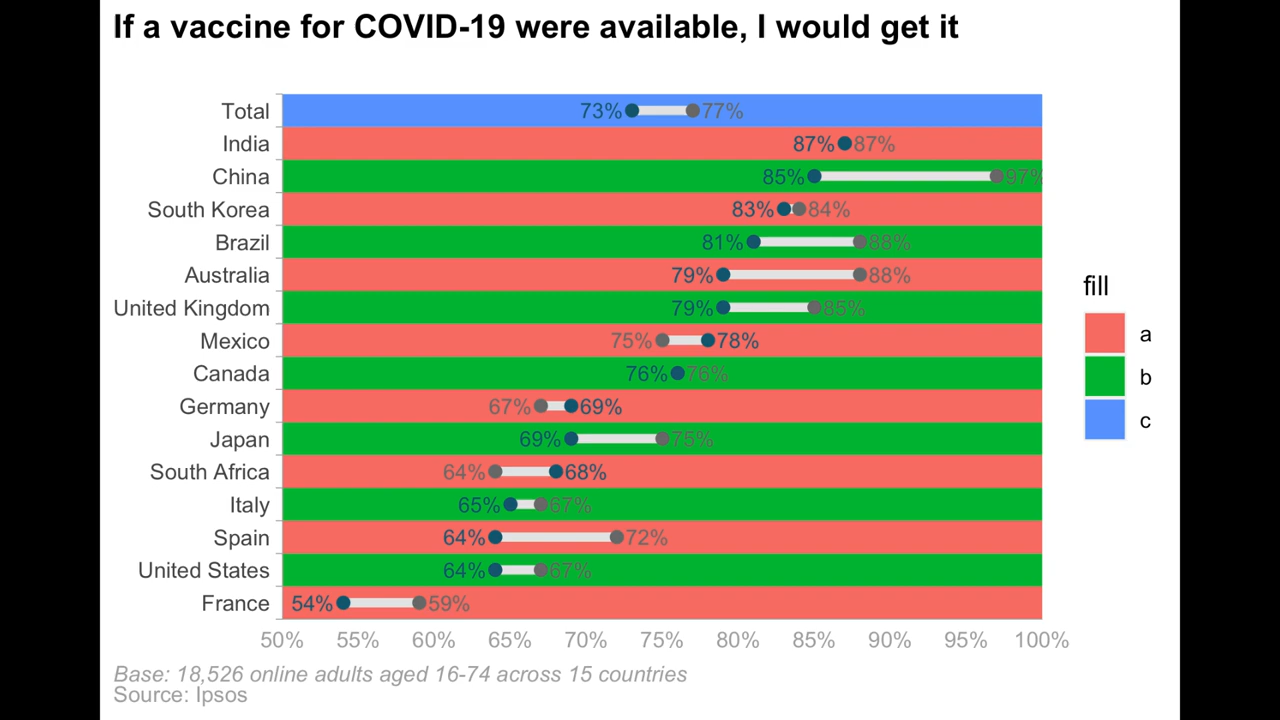 If a vaccine for COVID-19 were available, I would get it
Total 73% 77%
India 87% 87%
China 85% 97%
South Korea 83% 84%
Brazil 81% 88%
Australia 79% 88%
United Kingdom 79% 85%
Mexico 75% 78%
Canada 76% 76%
Germany 67% 69%
Japan 69% 75%
South Africa 64% 68%
Italy 65% 67%
Spain 64% 72%
United States 64% 67%
France 54% 59%
50% 55% 60% 65% 70% 75% 80% 85% 90% 95% 100%
fill
a
b
c
Base: 18,526 online adults aged 16-74 across 15 countries
Source: Ipsos